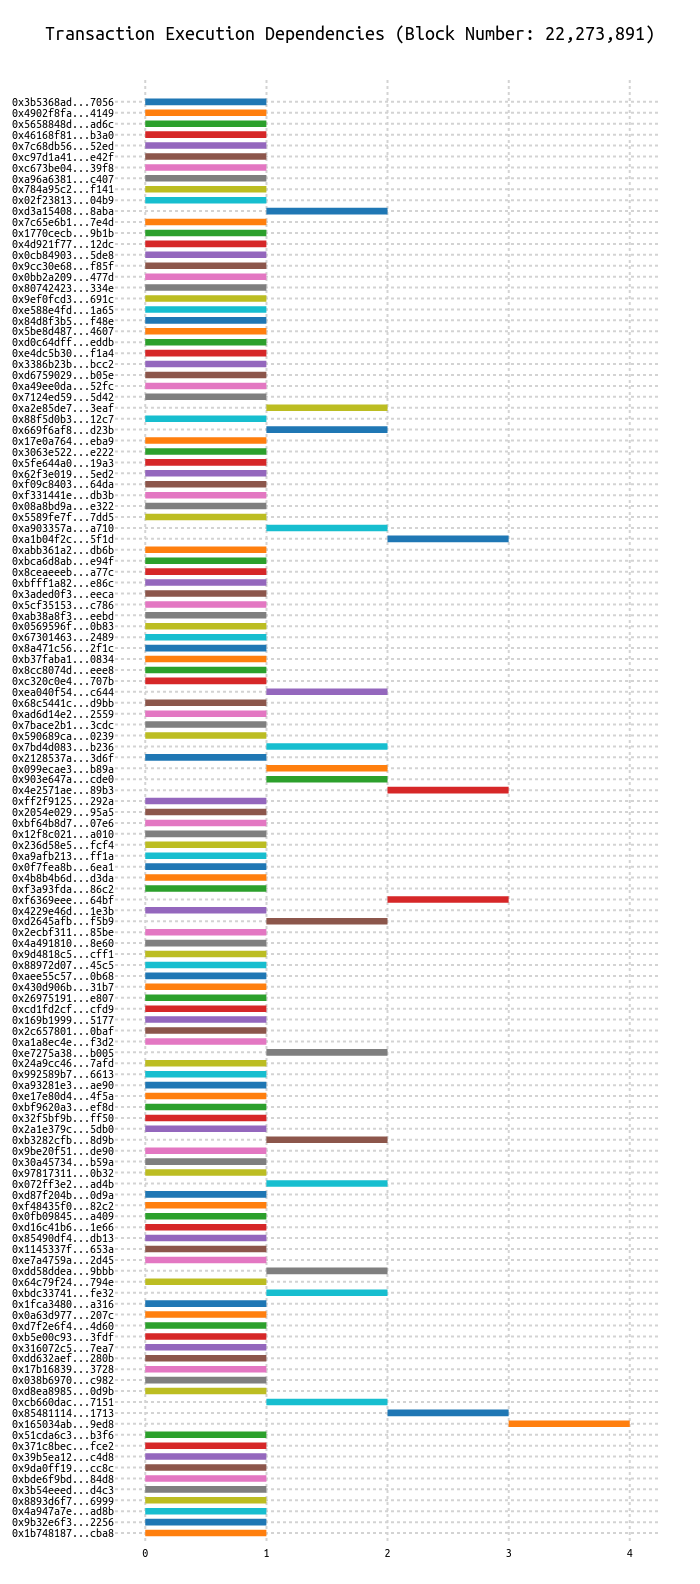 Transaction Execution Dependencies (Block Number: 22,273,891)
0x3b5368ad...7056
0x4902f8fa...4149
0x5658848d...ad6c
0x46168f81...b3a0
0x7c68db56...52ed
0xc97d1a41...e42f
0xc673be04...39f8
0xa96a6381...c407
0x784a95c2...f141
0x02f23813...04b9
0xd3a15408...8aba
0x7c65e6b1...7e4d
0x1770cecb...9b1b
0x4d921f77...12dc
0x0cb84903...5de8
0x9cc30e68...f85f
0x0bb2a209...477d
0x80742423...334e
0x9ef0fcd3...691c
0xe588e4fd...1a65
0x84d8f3b5...f48e
0x5be8d487...4607
0xd0c64dff...eddb
0xe4dc5b30...f1a4
0x3386b23b...bcc2
0xd6759029...b05e
0xa49ee0da...52fc
0x7124ed59...5d42
0xa2e85de7...3eaf
0x88f5d0b3...12c7
0x669f6af8...d23b
0x17e0a764...eba9
0x3063e522...e222
0x5fe644a0...19a3
0x62f3e019...5ed2
0xf09c8403...64da
0xf331441e...db3b
0x08a8bd9a...e322
0x5589fe7f...7dd5
0xa903357a...a710
0xa1b04f2c...5f1d
0xabb361a2...db6b
0xbca6d8ab...e94f
0x8ceaeeeb...a77c
0xbfff1a82...e86c
0x3aded0f3...eeca
0x5cf35153...c786
0xab38a8f3...eebd
0x0569596f...0b83
0x67301463...2489
0x8a471c56...2f1c
0xb37faba1...0834
0x8cc8074d...eee8
0xc320c0e4...707b
0xea040f54...c644
0x68c5441c...d9bb
0xad6d14e2...2559
0x7bace2b1...3cdc
0x590689ca...0239
0x7bd4d083...b236
0x2128537a...3d6f
0x099ecae3...b89a
0x903e647a...cde0
0x4e2571ae...89b3
0xff2f9125...292a
0x2054e029...95a5
0xbf64b8d7...07e6
0x12f8c021...a010
0x236d58e5...fcf4
0xa9afb213...ff1a
0x0f7fea8b...6ea1
0x4b8b4b6d...d3da
0xf3a93fda...86c2
0xf6369eee...64bf
0x4229e46d...1e3b
0xd2645afb...f5b9
0x2ecbf311...85be
0x4a491810...8e60
0x9d4818c5...cff1
0x88972d07...45c5
0xaee55c57...0b68
0x430d906b...31b7
0x26975191...e807
0xcd1fd2cf...cfd9
0x169b1999...5177
0x2c657801...0baf
0xa1a8ec4e...f3d2
0xe7275a38...b005
0x24a9cc46...7afd
0x992589b7...6613
0xa93281e3...ae90
0xe17e80d4...4f5a
0xbf9620a3...ef8d
0x32f5bf9b...ff50
0x2a1e379c...5db0
0xb3282cfb...8d9b
0x9be20f51...de90
0x30a45734...b59a
0x97817311...0b32
0x072ff3e2...ad4b
0xd87f204b...0d9a
0xf48435f0...82c2
0x0fb09845...a409
0xd16c41b6...1e66
0x85490df4...db13
0x1145337f...653a
0xe7a4759a...2d45
0xdd58ddea...9bbb
0x64c79f24...794e
0xbdc33741...fe32
0x1fca3480...a316
0x0a63d977...207c
0xd7f2e6f4...4d60
0xb5e00c93...3fdf
0x316072c5...7ea7
0xdd632aef...280b
0x17b16839...3728
0x038b6970...c982
0xd8ea8985...0d9b
0xcb660dac...7151
0x85481114...1713
0x165034ab...9ed8
0x51cda6c3...b3f6
0x371c8bec...fce2
0x39b5ea12...c4d8
0x9da0ff19...cc8c
0xbde6f9bd...84d8
0x3b54eeed...d4c3
0x8893d6f7...6999
0x4a947a7e...ad8b
0x9b32e6f3...2256
0x1b748187...cba8
0 1 2 3 4